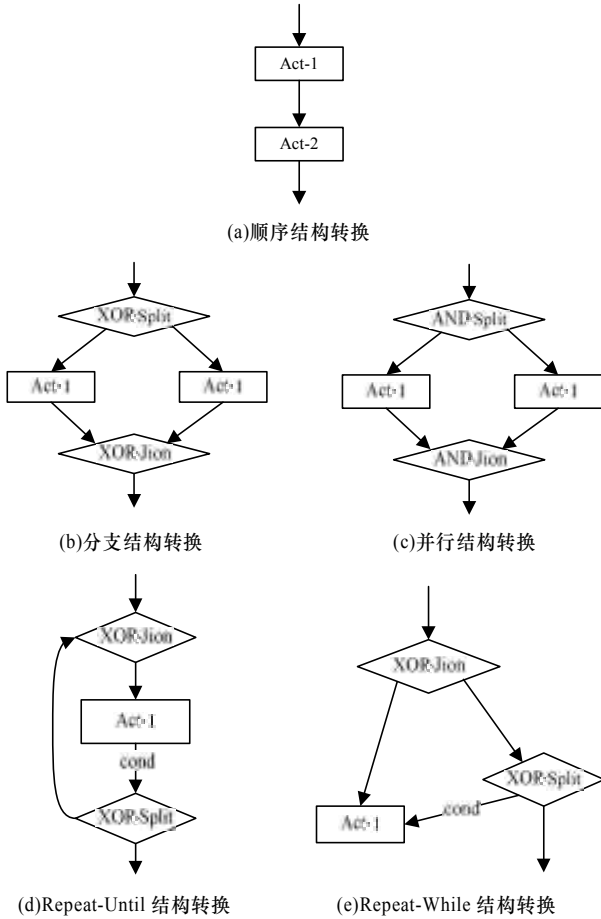 Act-1
Act-2
(a)顺序结构转换
XOR-Split
Act-1
Act-1
XOR-Jion
(b)分支结构转换
AND-Split
Act-1
Act-1
AND-Jion
(c)并行结构转换
XOR-Jion
Act-1
cond
XOR-Split
(d)Repeat-Until 结构转换
XOR-Jion
XOR-Split
cond
Act-1
(e)Repeat-While 结构转换